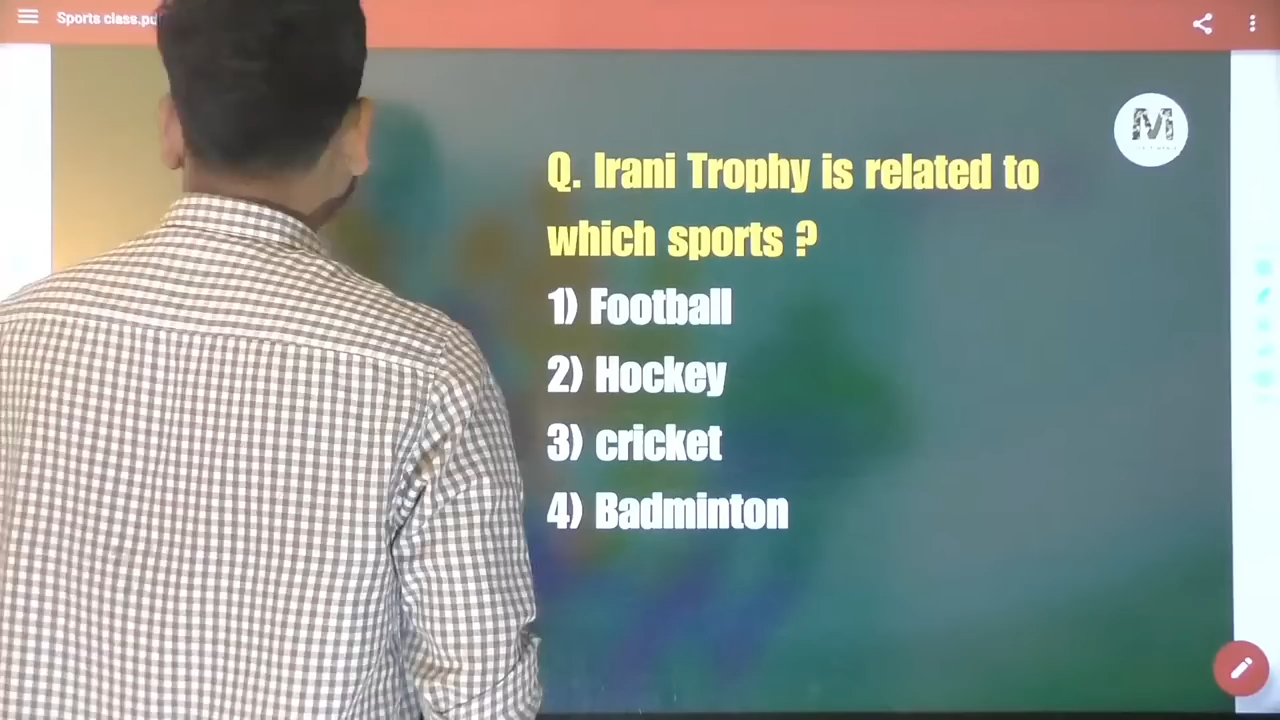 Sports class.pd
Q. Irani Trophy is related to
which sports ?
1) Football
2) Hockey
3) cricket
4) Badminton
M